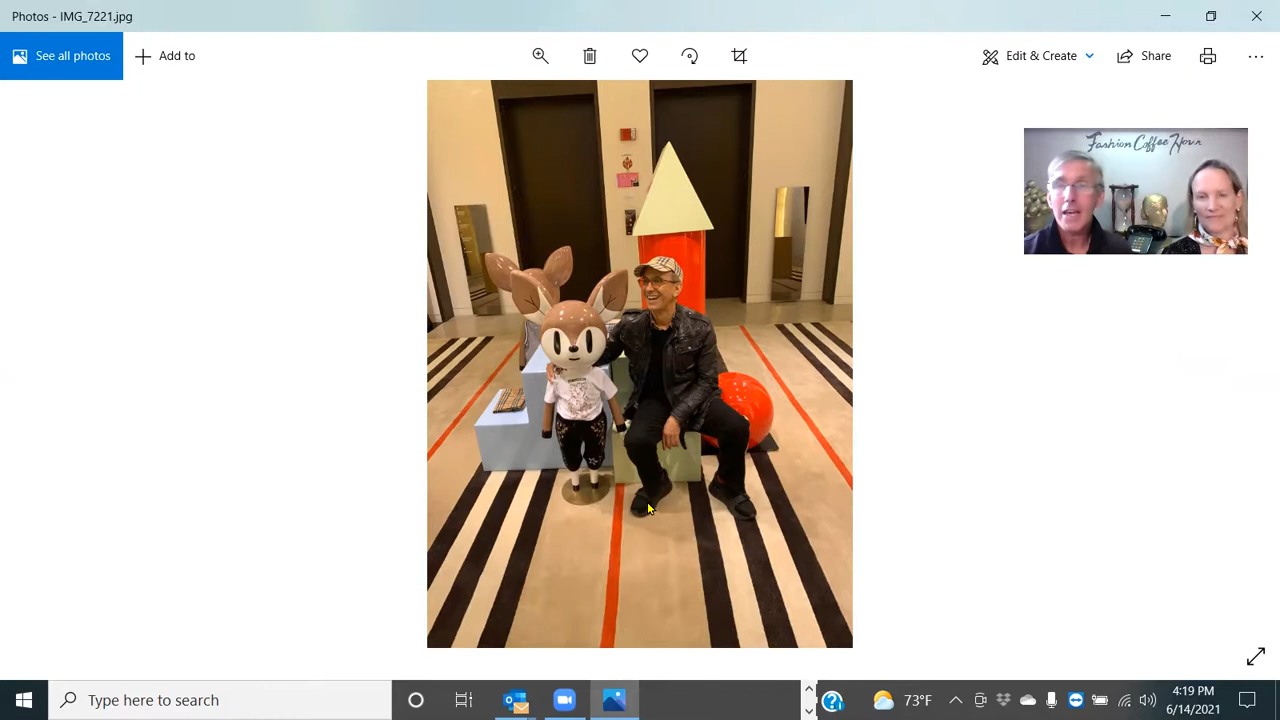 Photos - IMG_7221.jpg
See all photos
Add to
Edit & Create
Share
Fashion Coffee Hour
Type here to search
73°F
4:19 PM
6/14/2021